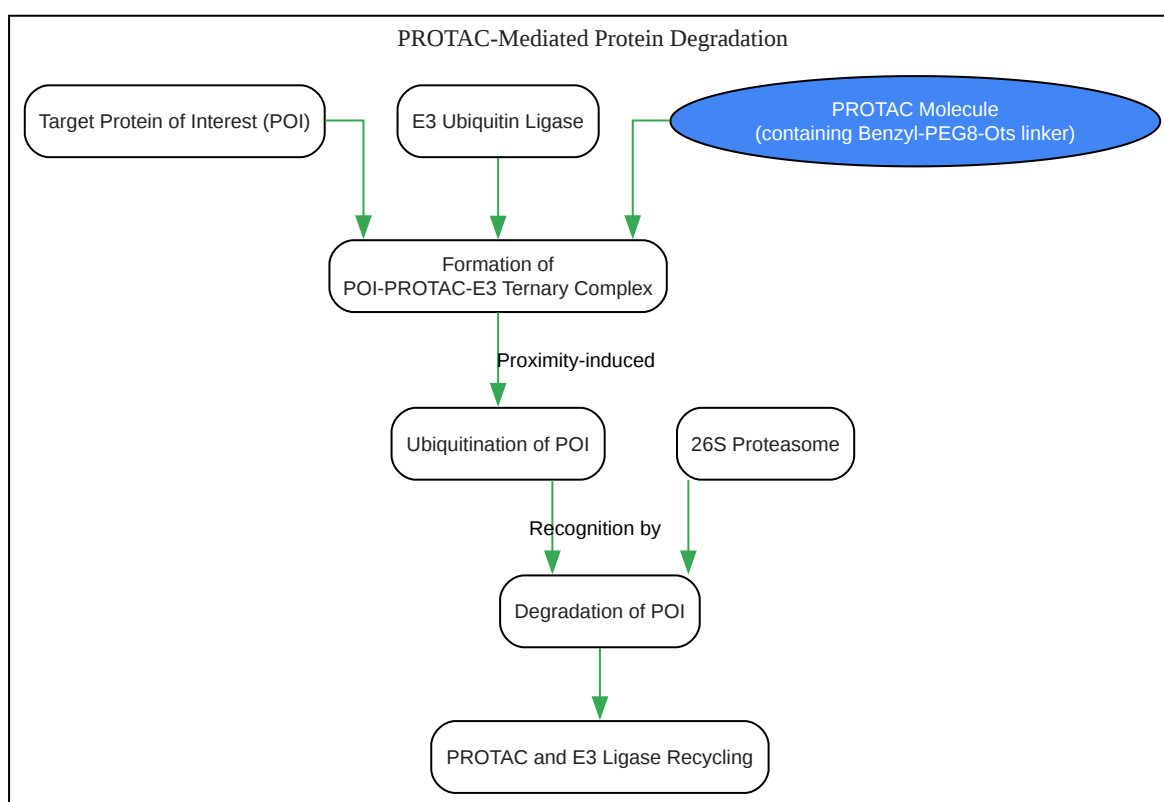 PROTAC-Mediated Protein Degradation
Target Protein of Interest (POI)
E3 Ubiquitin Ligase
PROTAC Molecule
(containing Benzyl-PEG8-Ots linker)
Formation of
POI-PROTAC-E3 Ternary Complex
Proximity-induced
Ubiquitination of POI
26S Proteasome
Recognition by
Degradation of POI
PROTAC and E3 Ligase Recycling